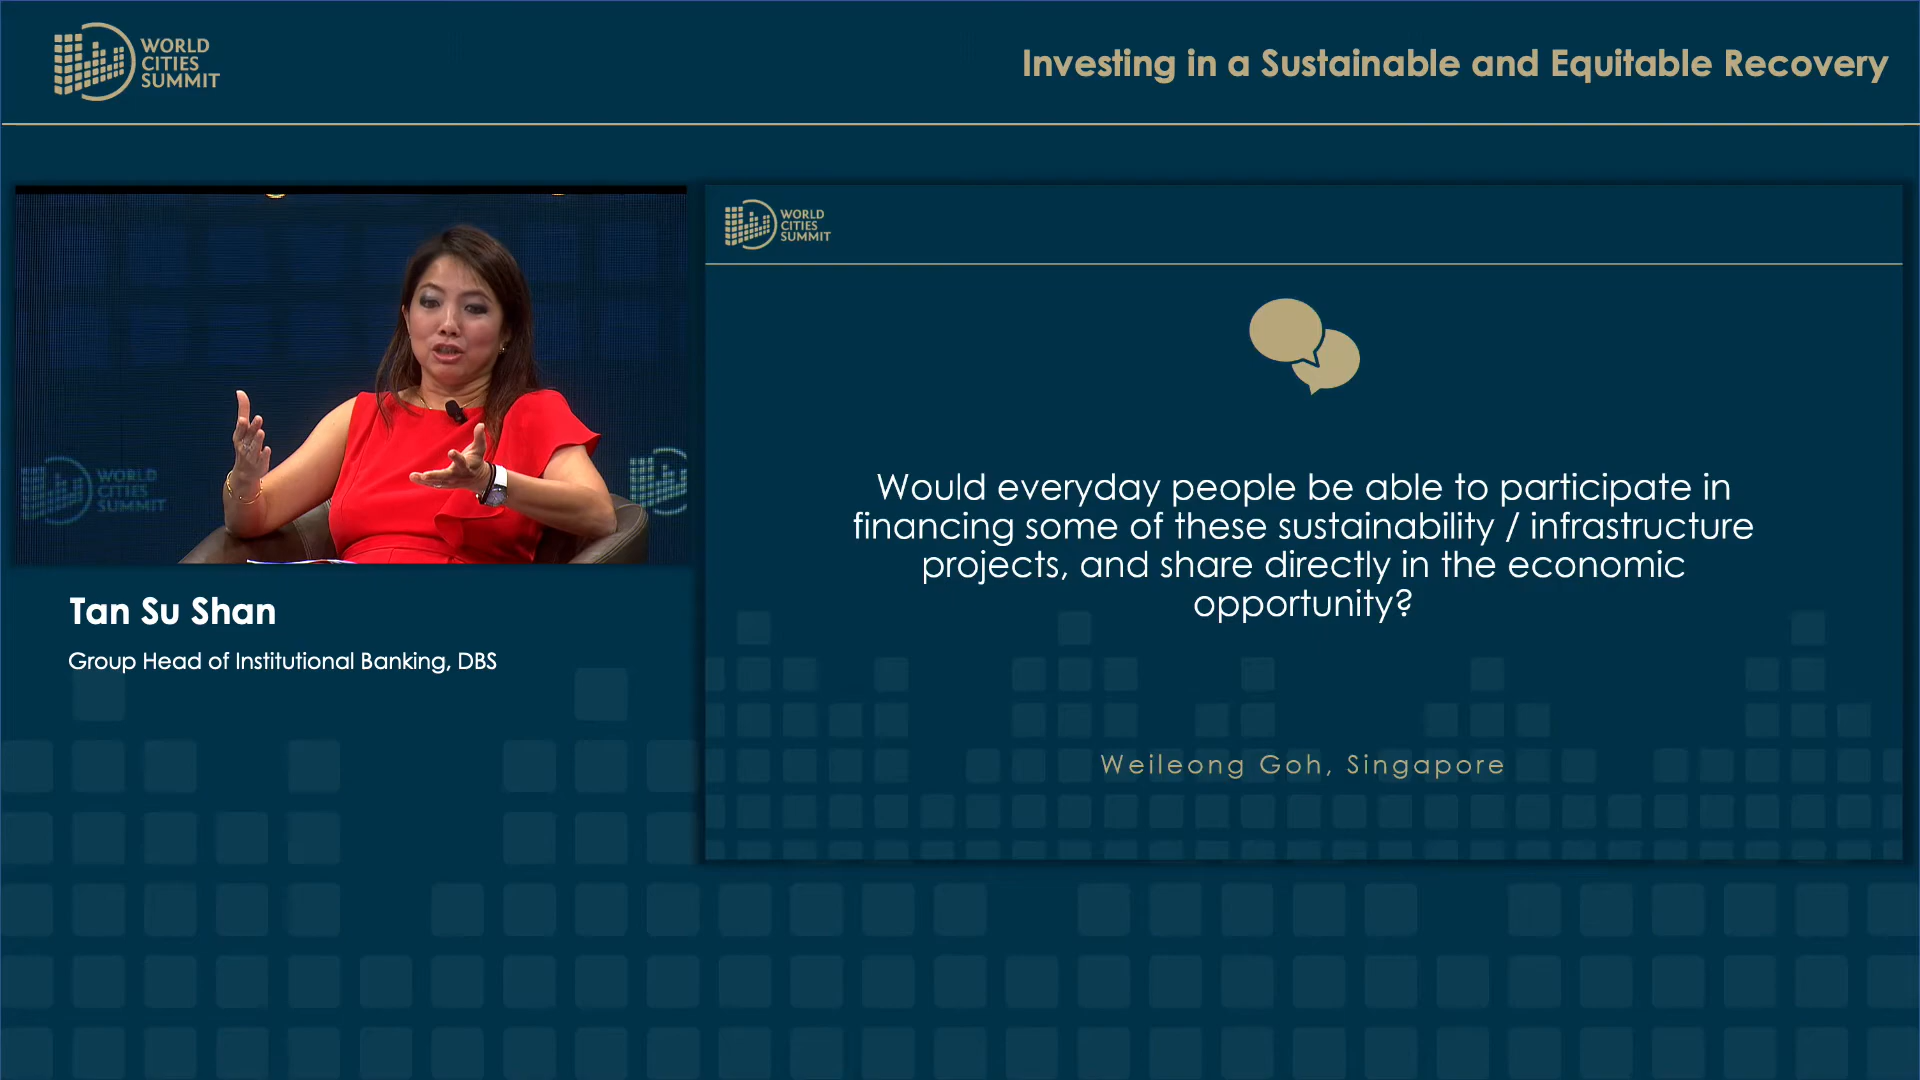 WORLD
CITIES
SUMMIT
Investing in a Sustainable and Equitable Recovery
WORLD
CITIES
SUMMIT
Tan Su Shan
Group Head of Institutional Banking, DBS
WORLD
CITIES
SUMMIT
Would everyday people be able to participate in
financing some of these sustainability / infrastructure
projects, and share directly in the economic
opportunity?
Weileong Goh, Singapore